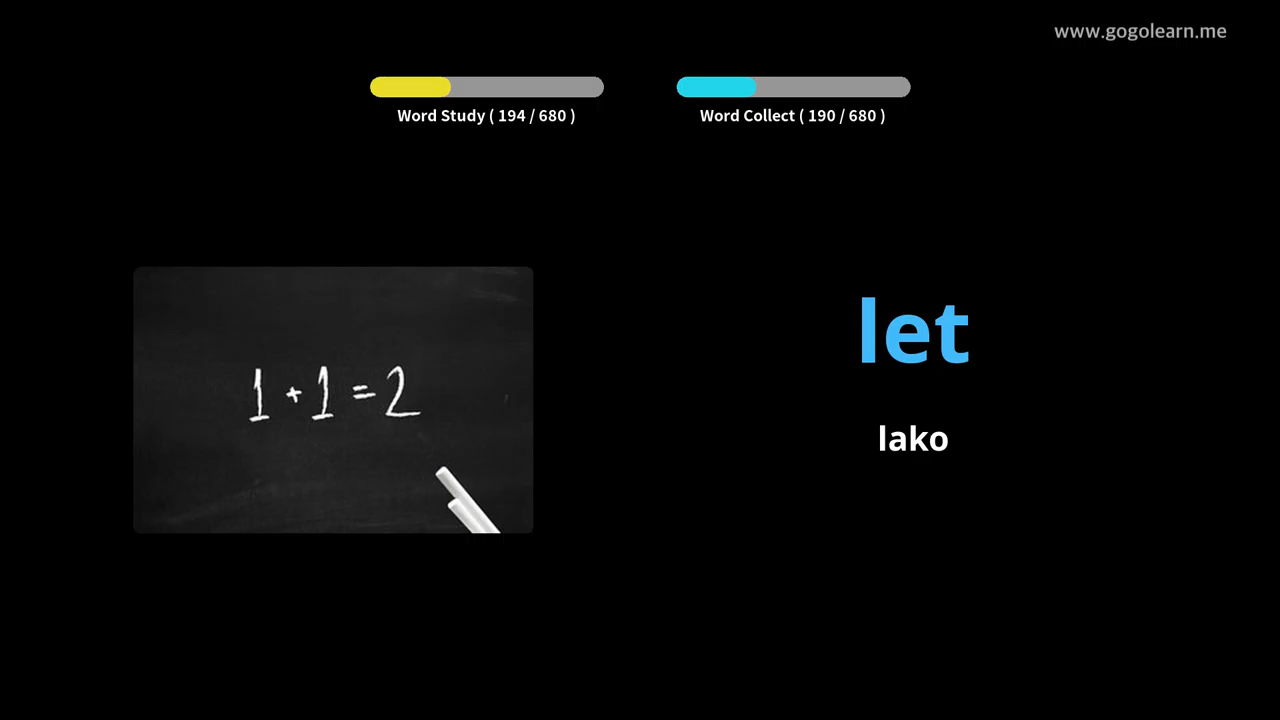 www.gogolearn.me
Word Study ( 194 / 680 )
Word Collect ( 190 / 680 )
1 + 1 = 2
let
lako